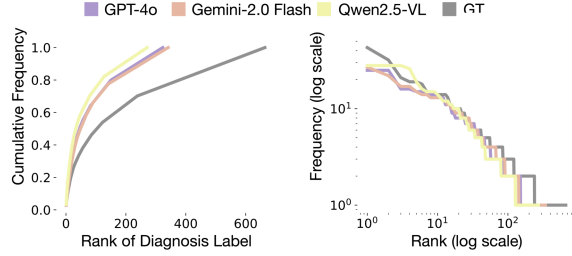 GPT-4o Gemini-2.0 Flash Qwen2.5-VL GT
Cumulative Frequency
1.0
0.8
0.6
0.4
0.2
0.0
0 200 400 600
Rank of Diagnosis Label
Frequency (log scale)
10¹
10⁰
10⁰ 10¹ 10²
Rank (log scale)